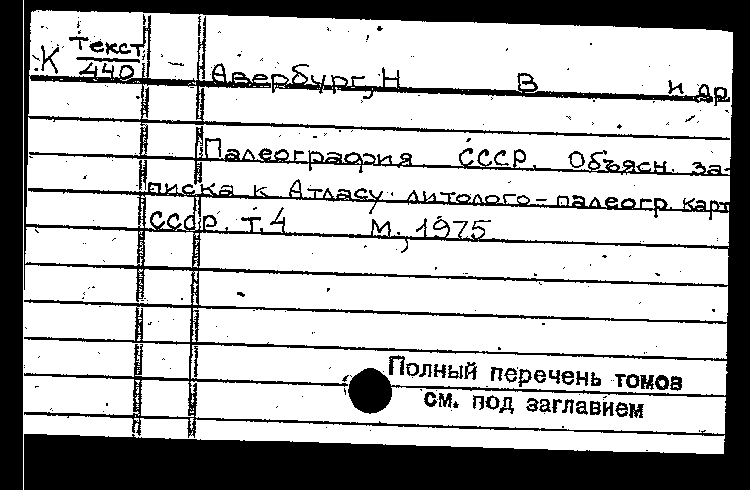 К Текст
440
Авербург, Н В и др
Палеография СССР. Объясн. за-
писка к Атласу литолого-палеогр. карт
СССР. Т.4 М., 1975
Полный перечень томов
см. под заглавием